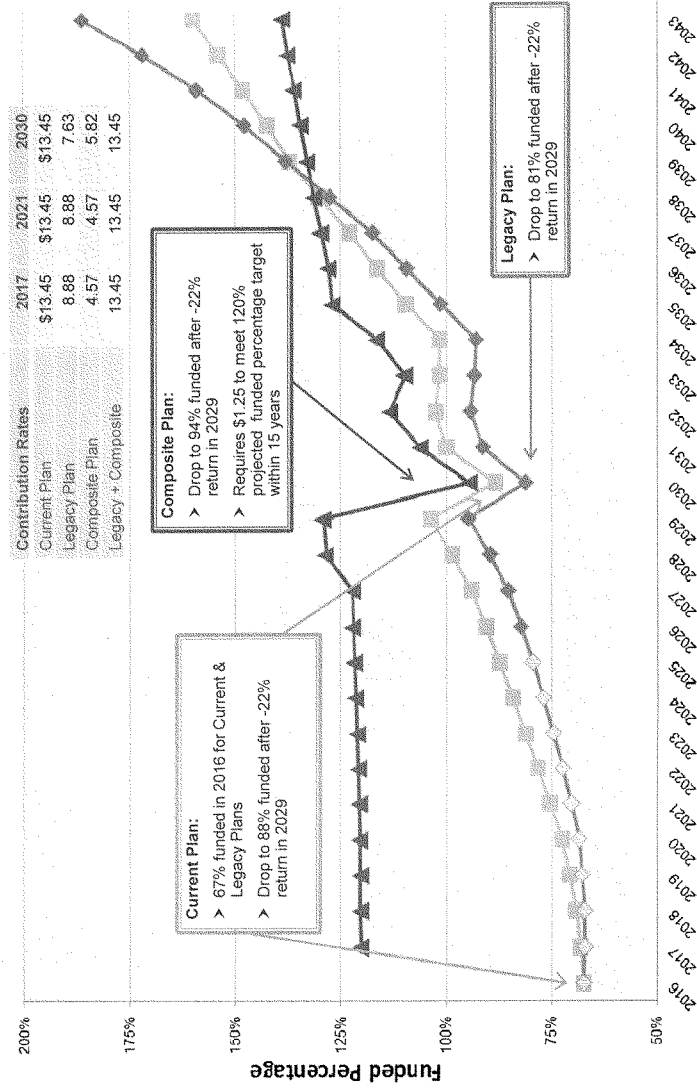 Contribution Rates 2017 2021 2030
Current Plan $13.45 $13.45 $13.45
Legacy Plan 8.88 8.88 7.63
Composite Plan 4.57 4.57 5.82
Legacy + Composite 13.45 13.45 13.45
Current Plan:
➤ 67% funded in 2016 for Current &
Legacy Plans
➤ Drop to 88% funded after -22%
return in 2029
Composite Plan:
➤ Drop to 94% funded after -22%
return in 2029
➤ Requires $1.25 to meet 120%
projected funded percentage target
within 15 years
Legacy Plan:
➤ Drop to 81% funded after -22%
return in 2029
Funded Percentage
200%
175%
150%
125%
100%
75%
50%
2016
2017
2018
2019
2020
2021
2022
2023
2024
2025
2026
2027
2028
2029
2030
2031
2032
2033
2034
2035
2036
2037
2038
2039
2040
2041
2042
2043